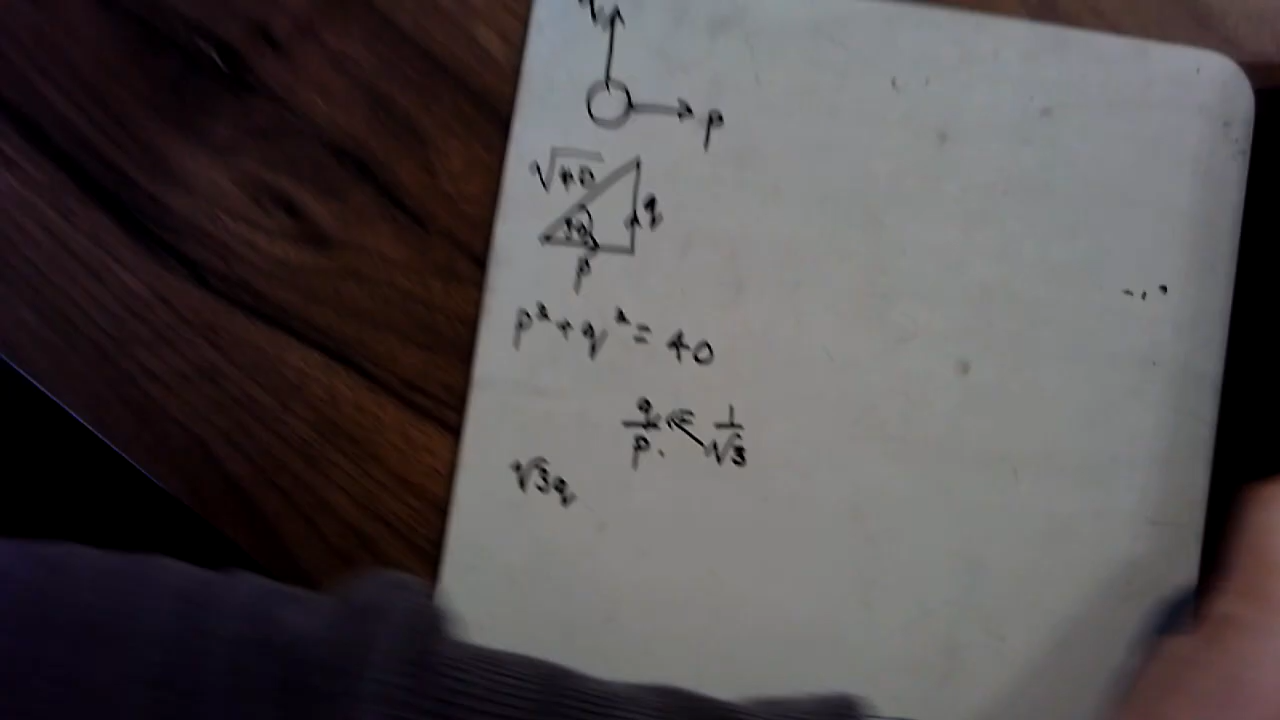 q
p
√40
30
q
p
p² + q² = 40
q/p = 1/√3
√3q